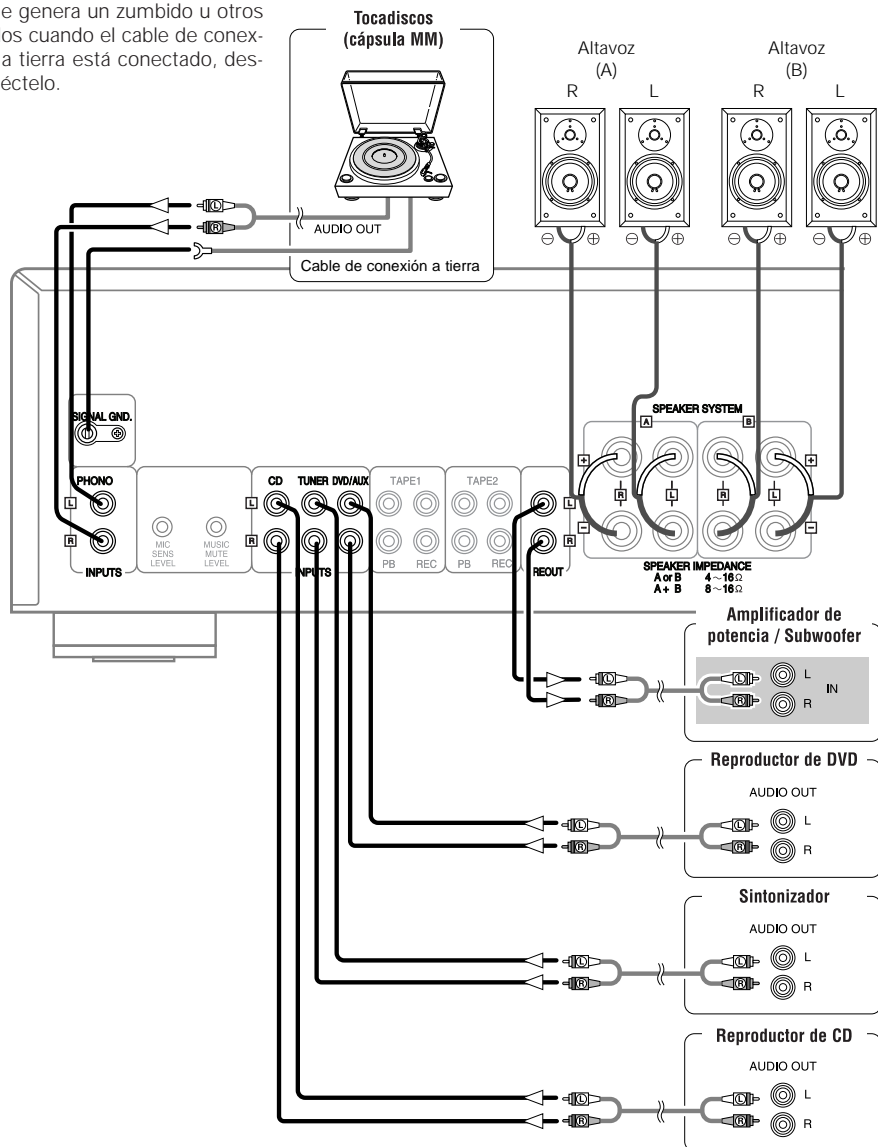 e genera un zumbido u otros
os cuando el cable de conex-
a tierra está conectado, des-
éctelo.
Tocadiscos
(cápsula MM)
AUDIO OUT
Cable de conexión a tierra
Altavoz
(A)
R L
Altavoz
(B)
R L
⊖ ⊕ ⊖ ⊕ ⊖ ⊕ ⊖ ⊕
L
R
SIGNAL GND.
PHONO
L
R
INPUTS
MIC
SENS
LEVEL
MUSIC
MUTE
LEVEL
CD TUNER DVD/AUX
L
R
INPUTS
TAPE1
PB REC
TAPE2
PB REC
L
R
REOUT
SPEAKER SYSTEM
A B
+ +
R L R L
− −
SPEAKER IMPEDANCE
A or B 4~16Ω
A + B 8~16Ω
Amplificador de
potencia / Subwoofer
L L L
IN
R R R
Reproductor de DVD
AUDIO OUT
L L L
R R R
Sintonizador
AUDIO OUT
L L L
R R R
Reproductor de CD
AUDIO OUT
L L L
R R R